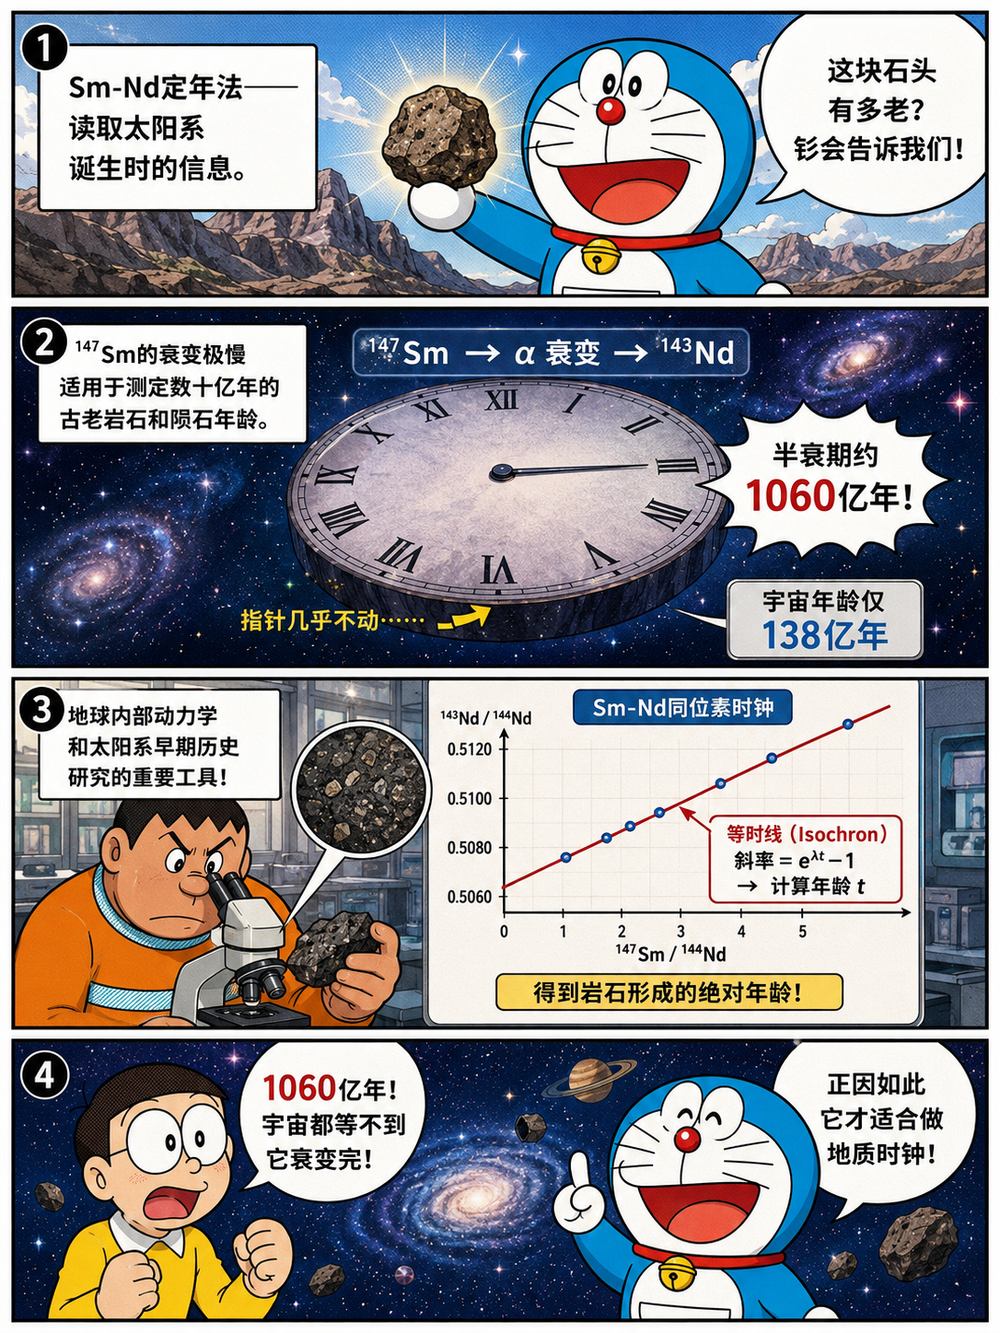 1
Sm-Nd定年法——
读取太阳系
诞生时的信息。
这块石头
有多老？
钐会告诉我们！
2
¹⁴⁷Sm的衰变极慢
适用于测定数十亿年的
古老岩石和陨石年龄。
¹⁴⁷Sm → α 衰变 → ¹⁴³Nd
XII
I
II
III
V
VI
VII
VIII
IX
X
XI
半衰期约
1060亿年！
指针几乎不动……
宇宙年龄仅
138亿年
3
地球内部动力学
和太阳系早期历史
研究的重要工具！
Sm-Nd同位素时钟
¹⁴³Nd / ¹⁴⁴Nd
0.5120
0.5100
0.5080
0.5060
等时线（Isochron）
斜率 = e^λt − 1
→ 计算年龄 t
0 1 2 3 4 5
¹⁴⁷Sm / ¹⁴⁴Nd
得到岩石形成的绝对年龄！
4
1060亿年！
宇宙都等不到
它衰变完！
正因如此
它才适合做
地质时钟！